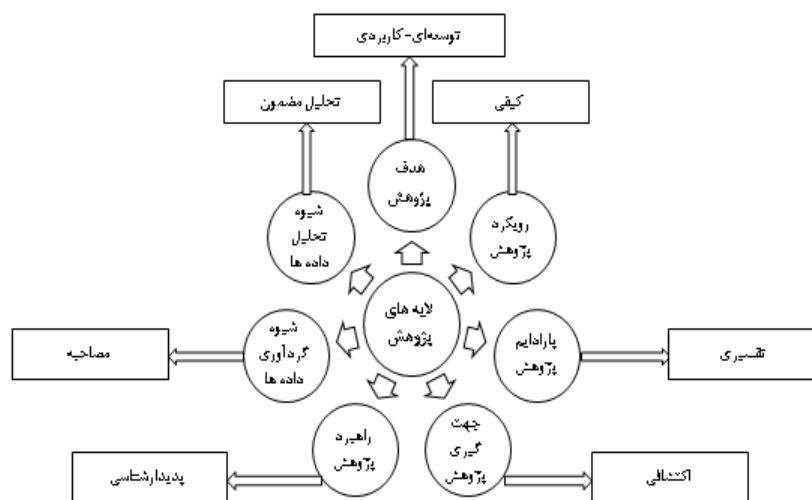 توسعه‌ای-کاربردی
تحلیل مضمون
کیفی
هدف
پژوهش
شیوه
تحلیل
داده ها
رویکرد
پژوهش
لایه های
پژوهش
شیوه
گردآوری
داده ها
پارادایم
پژوهش
مصاحبه
تفسیری
راهبرد
پژوهش
جهت
گیری
پژوهش
پدیدارشناسی
اکتشافی